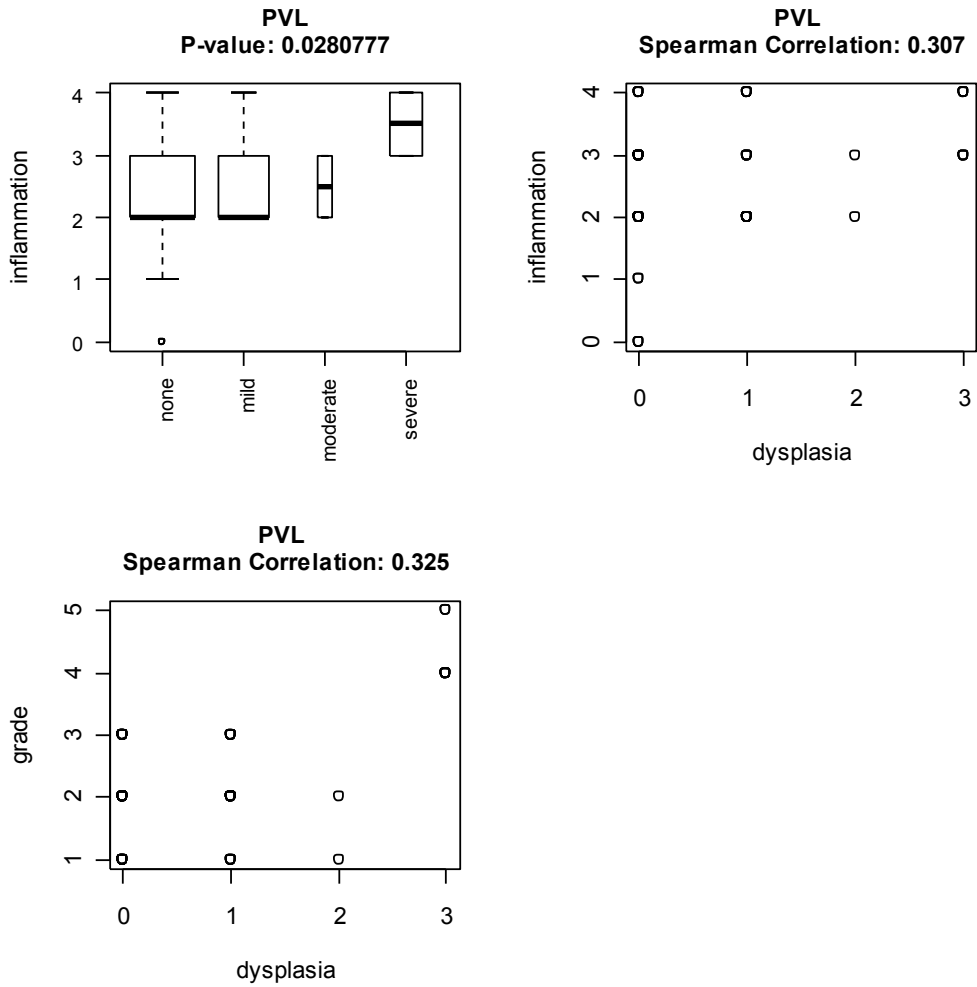 PVL
P-value: 0.0280777
inflammation
4
3
2
1
0
none
mild
moderate
severe
PVL
Spearman Correlation: 0.307
inflammation
4
3
2
1
0
0 1 2 3
dysplasia
PVL
Spearman Correlation: 0.325
grade
5
4
3
2
1
0 1 2 3
dysplasia